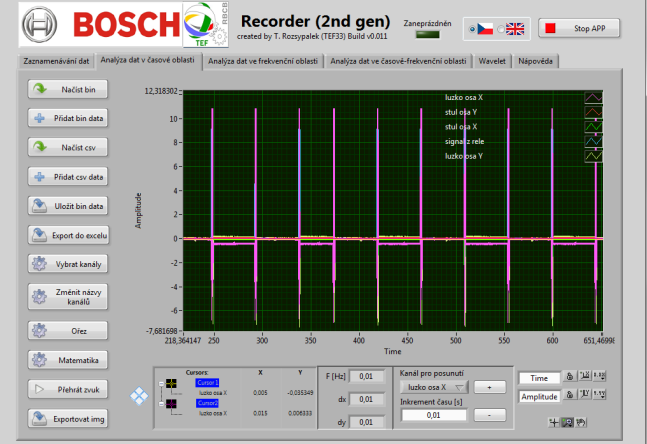 BOSCH
TEF
RBCB
Recorder (2nd gen)
created by T. Rozsypalek (TEF33) Build v0.011
Zaneprázdněn
Stop APP
Zaznamenávání dat
Analýza dat v časové oblasti
Analýza dat ve frekvenční oblasti
Analýza dat ve časově-frekvenční oblasti
Wavelet
Nápověda
Načíst bin
Přidat bin data
Načíst csv
Přidat csv data
Uložit bin data
Export do excelu
Vybrat kanály
Změnit názvy
kanálů
Ořez
Matematika
Přehrát zvuk
Exportovat img
Amplitude
12,318302
10
8
6
4
2
0
-2
-4
-6
-7,681698
luzko osa X
stul osa Y
stul osa X
signal z rele
luzko osa Y
218,364147 250 300 350 400 450 500 550 600 651,46998
Time
Cursors: X Y
Cursor1
luzko osa X 0.005 -0.035349
Cursor2
luzko osa X 0.015 0.006333
F [Hz] 0,01
dx 0,01
dy 0,01
Kanál pro posunutí
luzko osa X +
Inkrement času [s]
0,01 -
Time
Amplitude